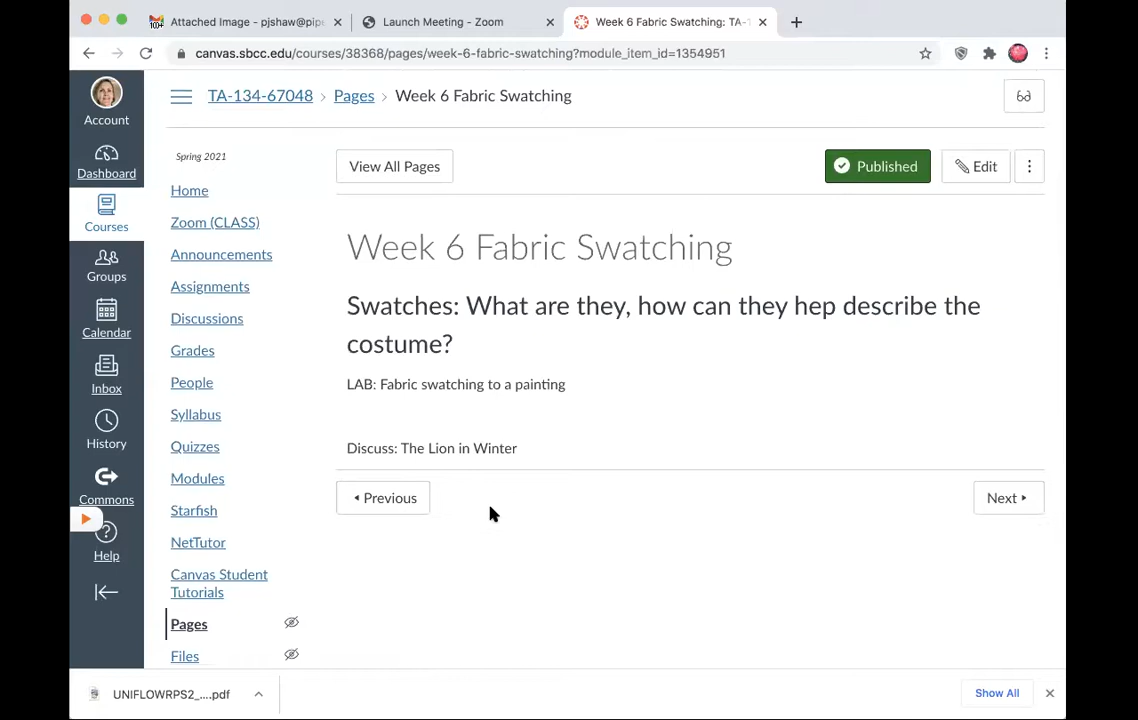 Attached Image - pjshaw@pip
Launch Meeting - Zoom
Week 6 Fabric Swatching: TA-1
canvas.sbcc.edu/courses/38368/pages/week-6-fabric-swatching?module_item_id=1354951
Account
Dashboard
Courses
Groups
Calendar
Inbox
History
Commons
Help
TA-134-67048 › Pages › Week 6 Fabric Swatching
Spring 2021
Home
Zoom (CLASS)
Announcements
Assignments
Discussions
Grades
People
Syllabus
Quizzes
Modules
Starfish
NetTutor
Canvas Student
Tutorials
Pages
Files
View All Pages
Published
Edit
Week 6 Fabric Swatching
Swatches: What are they, how can they hep describe the
costume?
LAB: Fabric swatching to a painting
Discuss: The Lion in Winter
Previous
Next
UNIFLOWRPS2_....pdf
Show All